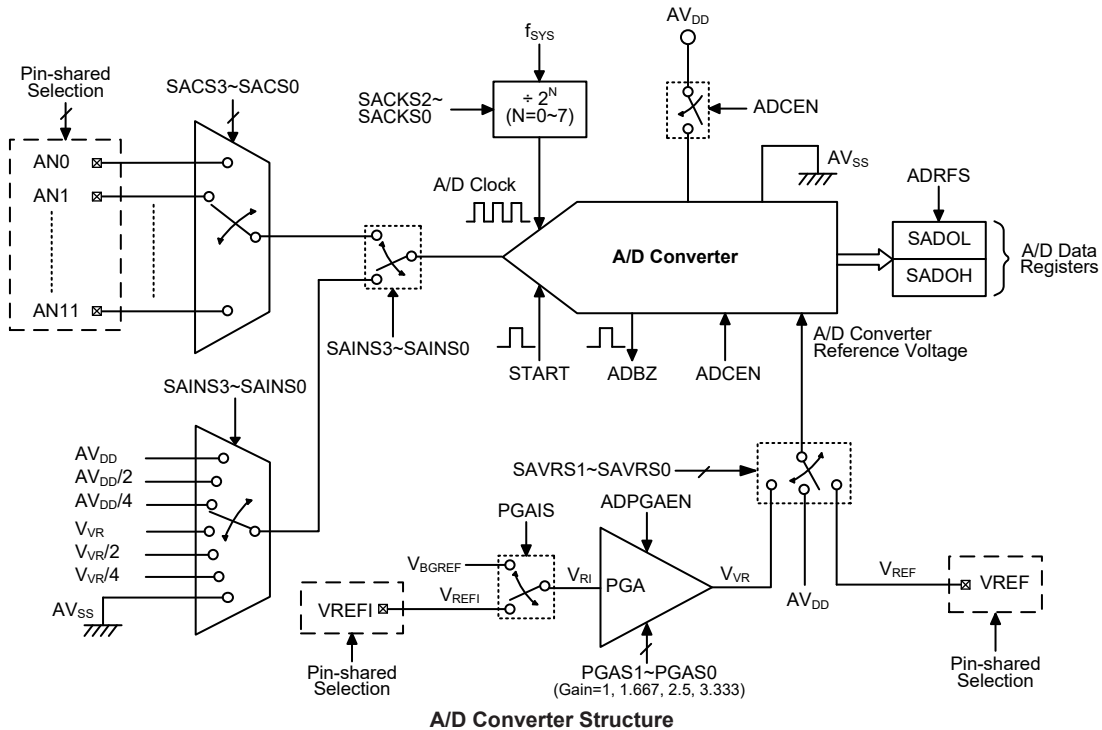 AVDD
fSYS
Pin-shared
Selection
SACS3~SACS0
SACKS2~
SACKS0
÷ 2N
(N=0~7)
ADCEN
AN0
AN1
AN11
A/D Clock
AVSS
ADRFS
A/D Converter
SADOL
SADOH
A/D Data
Registers
SAINS3~SAINS0
START
ADBZ
ADCEN
A/D Converter
Reference Voltage
SAINS3~SAINS0
AVDD
AVDD/2
AVDD/4
VVR
VVR/2
VVR/4
AVSS
SAVRS1~SAVRS0
PGAIS
ADPGAEN
VBGREF
VREFI
VREFI
VRI
PGA
VVR
AVDD
VREF
VREF
Pin-shared
Selection
PGAS1~PGAS0
(Gain=1, 1.667, 2.5, 3.333)
Pin-shared
Selection
A/D Converter Structure